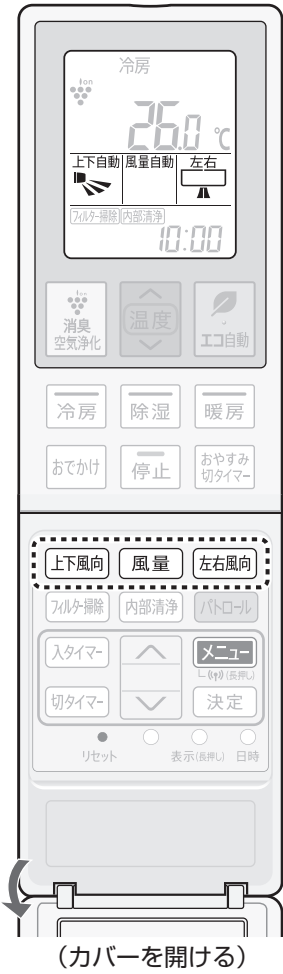 冷房
ion
26.0 ℃
上下自動 風量自動 左右
フィルター掃除 内部清浄
10:00
ion
消臭
空気浄化
温度
エコ自動
冷房 除湿 暖房
おでかけ 停止 おやすみ
切タイマー
上下風向 風量 左右風向
フィルター掃除 内部清浄 パトロール
入タイマー メニュー
(長押し)
切タイマー 決定
リセット 表示(長押し) 日時
(カバーを開ける)